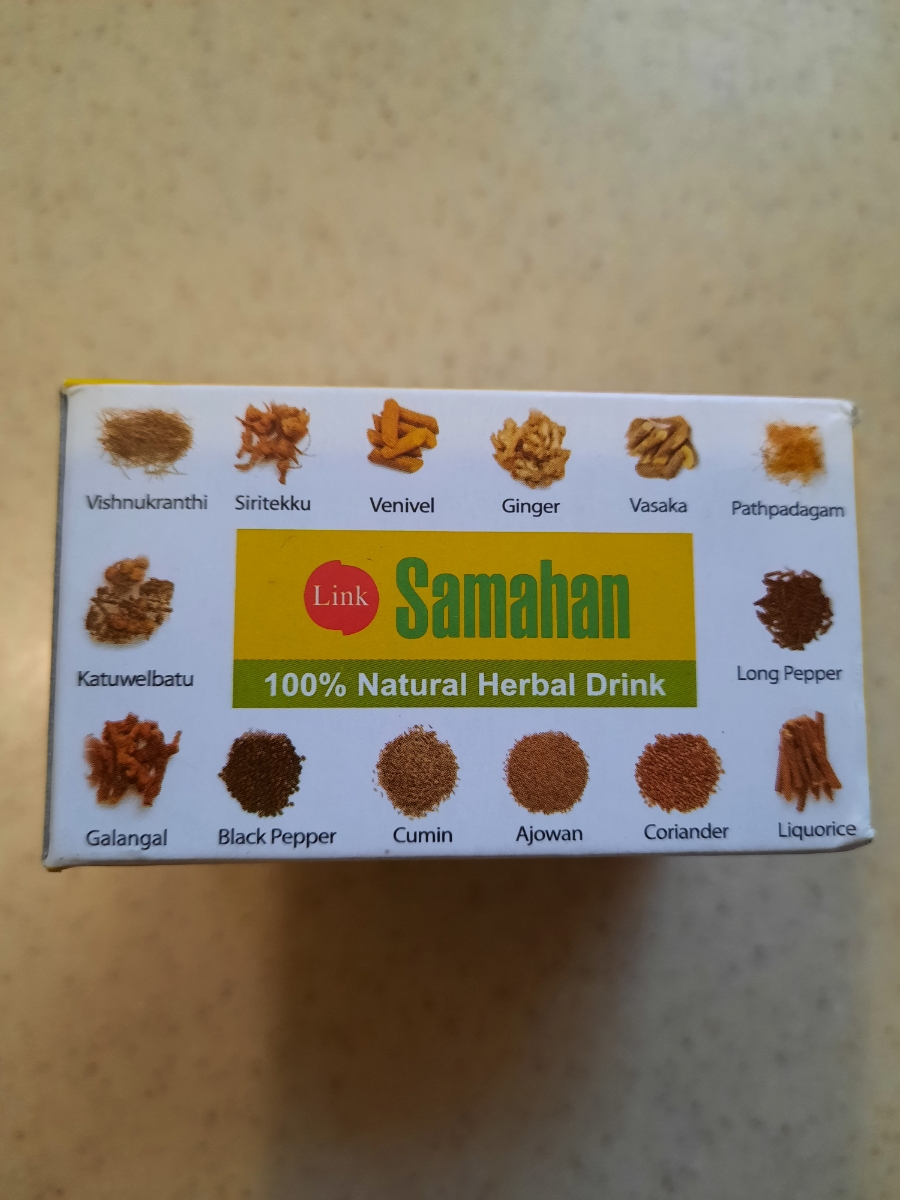 Vishnukranthi Siritekku Venivel Ginger Vasaka Pathpadagam
Link Samahan
100% Natural Herbal Drink
Katuwelbatu Long Pepper
Galangal Black Pepper Cumin Ajowan Coriander Liquorice